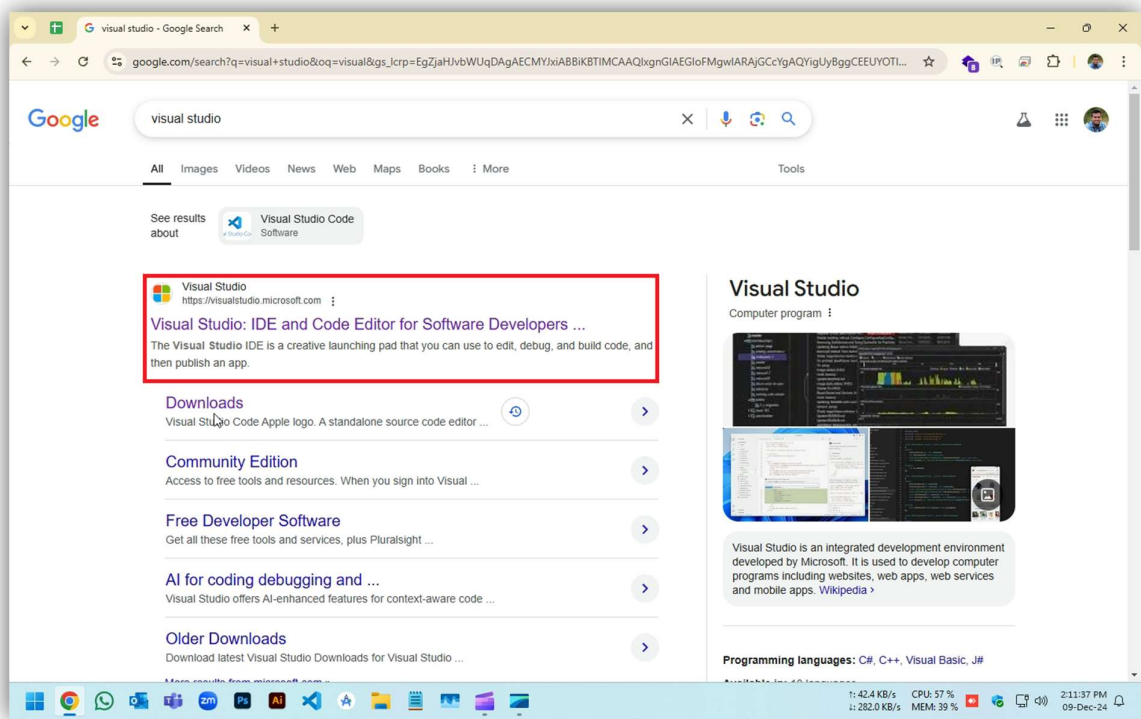 visual studio - Google Search
google.com/search?q=visual+studio&oq=visual&gs_lcrp=EgZjaHJvbWUqDAgAECMYJxiABBiKBTIMCAAQIxgnGIAEGIoFMgwIARAjGCcYgAQYigUyBggCEEUYOTI...
Google
visual studio
All Images Videos News Web Maps Books More Tools
See results about
Visual Studio Code
Software
Visual Studio
https://visualstudio.microsoft.com
Visual Studio: IDE and Code Editor for Software Developers ...
The Visual Studio IDE is a creative launching pad that you can use to edit, debug, and build code, and
then publish an app.
Downloads
Visual Studio Code Apple logo. A standalone source code editor ...
Community Edition
Access to free tools and resources. When you sign into Visual ...
Free Developer Software
Get all these free tools and services, plus Pluralsight ...
AI for coding debugging and ...
Visual Studio offers AI-enhanced features for context-aware code ...
Older Downloads
Download latest Visual Studio Downloads for Visual Studio ...
Visual Studio
Computer program
Visual Studio is an integrated development environment
developed by Microsoft. It is used to develop computer
programs including websites, web apps, web services
and mobile apps. Wikipedia
Programming languages: C#, C++, Visual Basic, J#
zm Ps Ai
42.4 KB/s CPU: 57 % 2:11:37 PM
282.0 KB/s MEM: 39 % 09-Dec-24